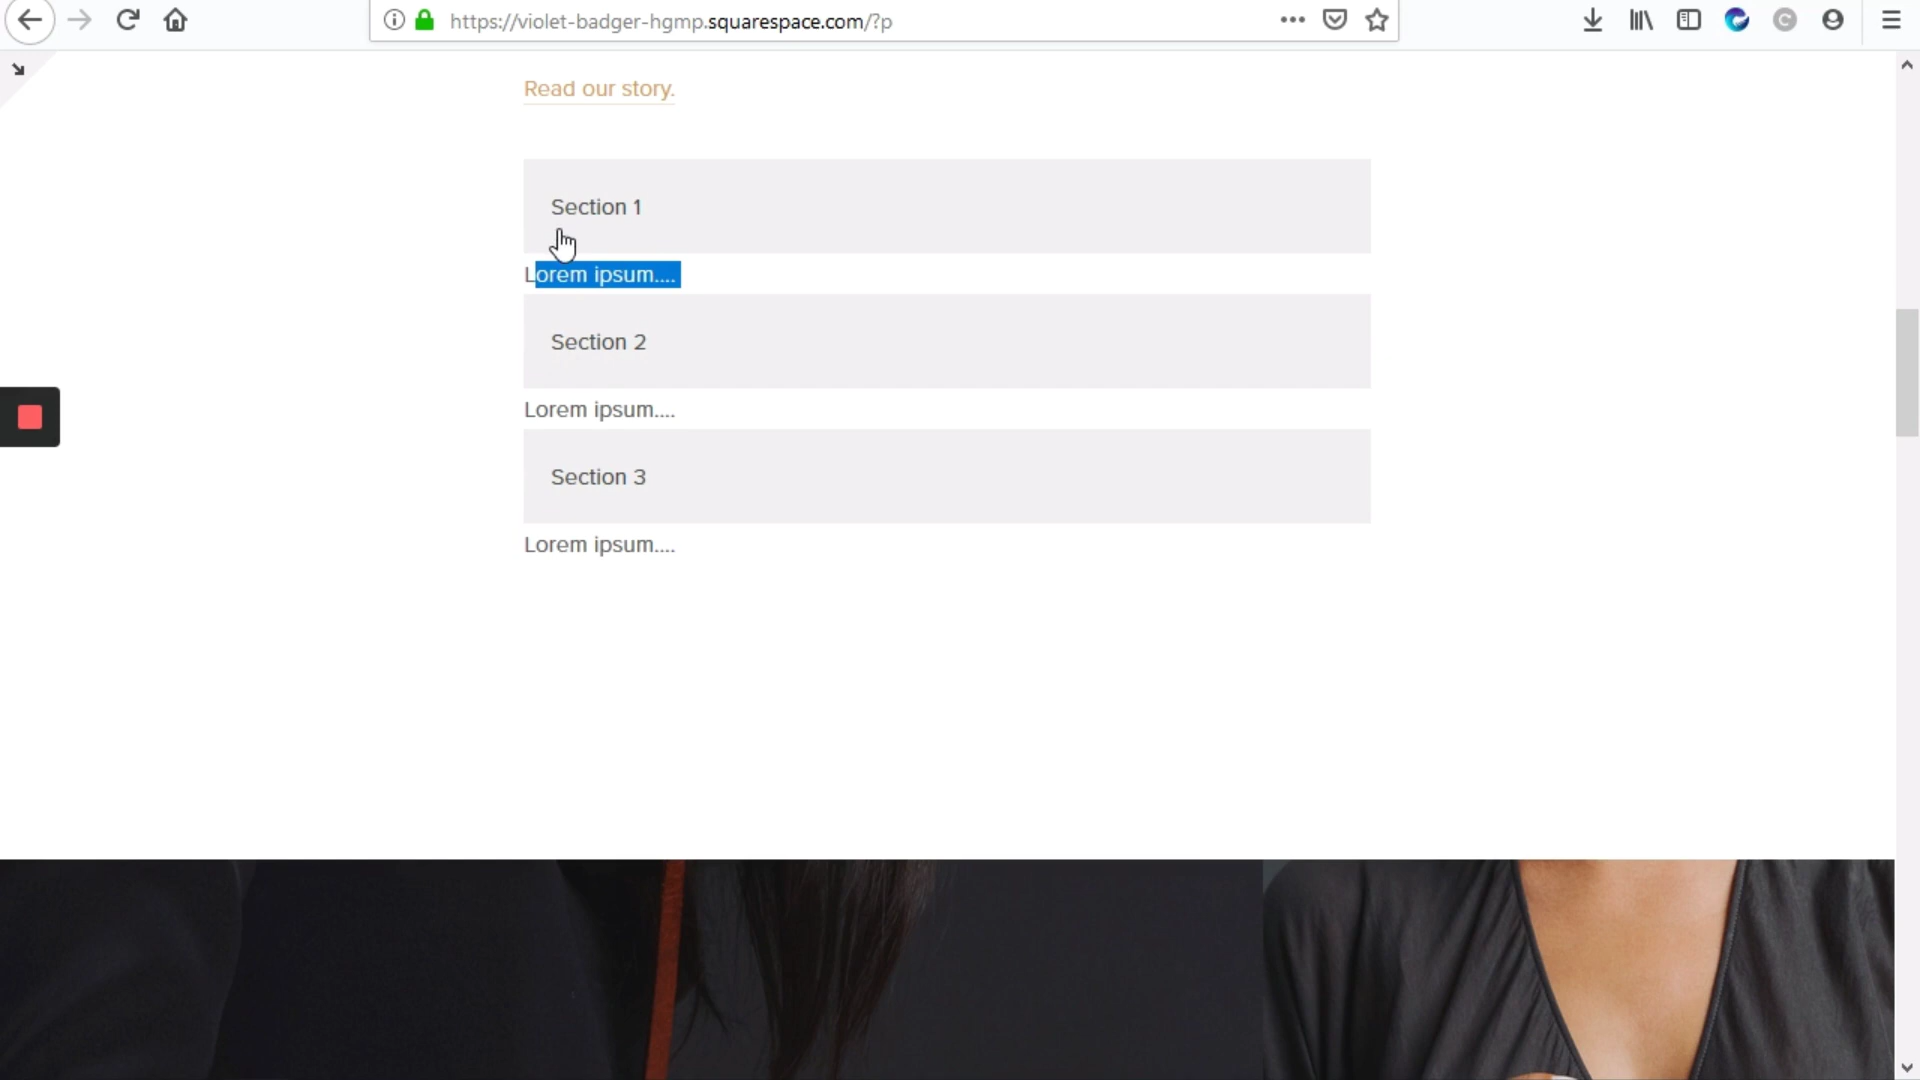 https://violet-badger-hgmp.squarespace.com/?p
Read our story.
Section 1
Lorem ipsum....
Section 2
Lorem ipsum....
Section 3
Lorem ipsum....